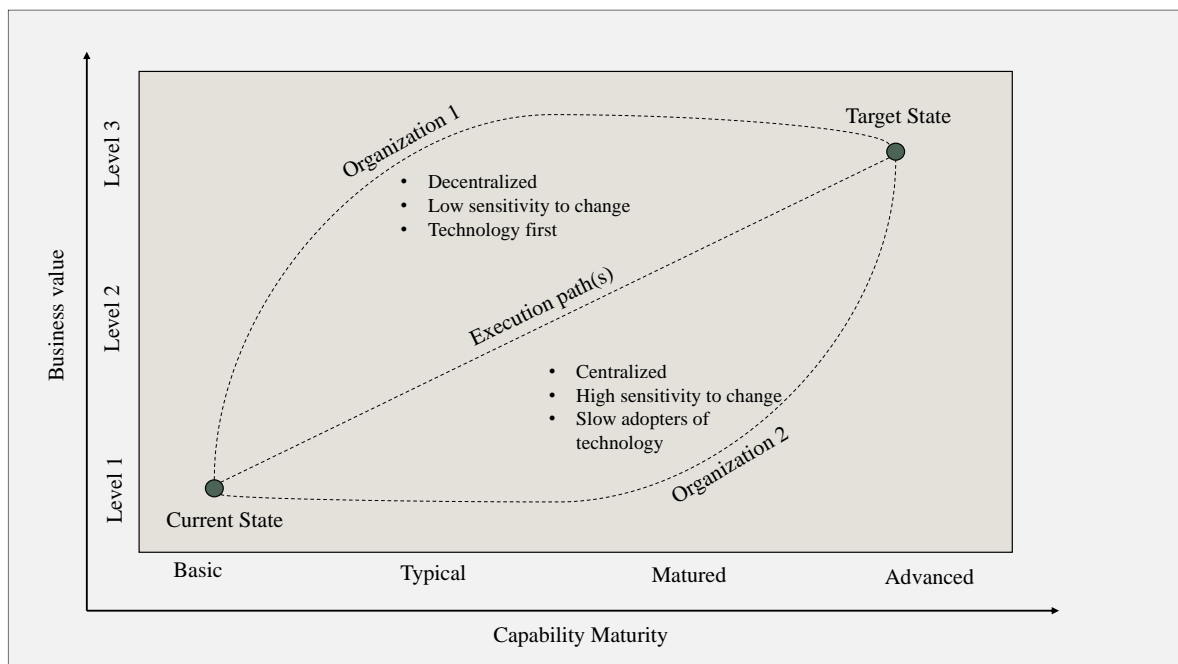 Target State
Organization 1
Level 3
• Decentralized
• Low sensitivity to change
• Technology first
Business value
Level 2
Execution path(s)
• Centralized
• High sensitivity to change
• Slow adopters of
technology
Organization 2
Level 1
Current State
Basic
Typical
Matured
Advanced
Capability Maturity